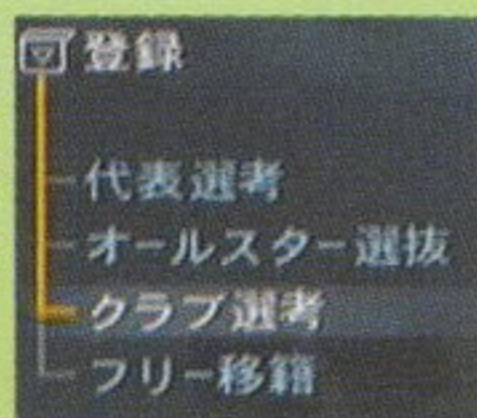 登録
代表選考
オールスター選抜
クラブ選考
フリー移籍